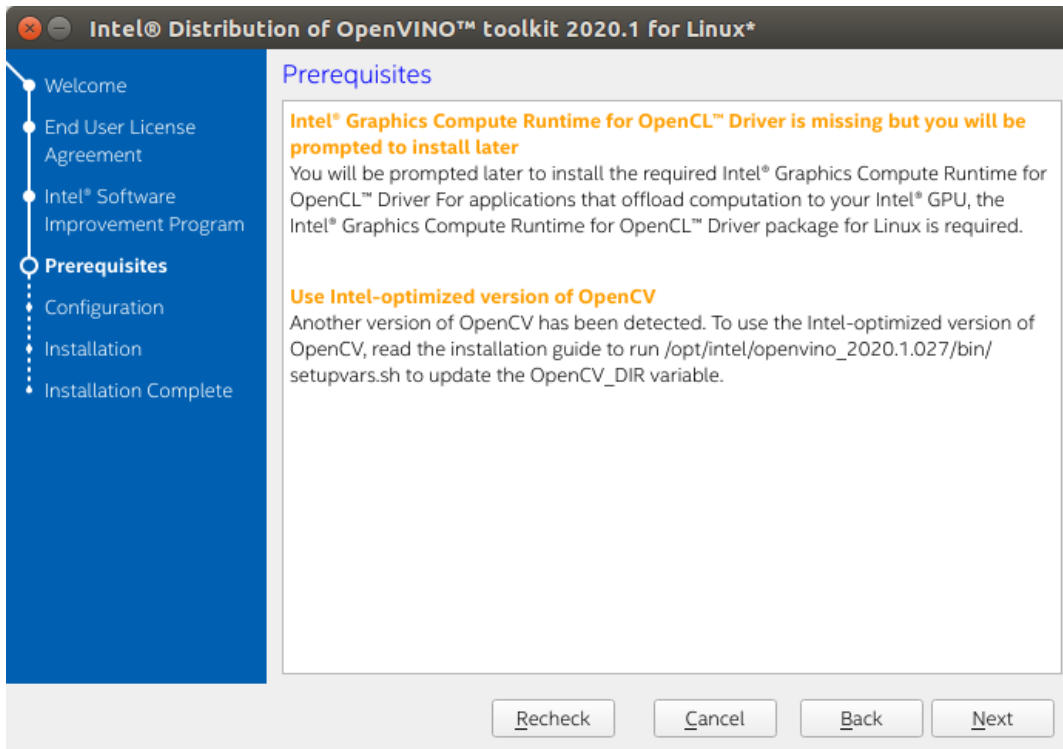 Intel® Distribution of OpenVINO™ toolkit 2020.1 for Linux*
Welcome
End User License
Agreement
Intel® Software
Improvement Program
Prerequisites
Configuration
Installation
Installation Complete
Prerequisites
Intel® Graphics Compute Runtime for OpenCL™ Driver is missing but you will be
prompted to install later
You will be prompted later to install the required Intel® Graphics Compute Runtime for
OpenCL™ Driver For applications that offload computation to your Intel® GPU, the
Intel® Graphics Compute Runtime for OpenCL™ Driver package for Linux is required.
Use Intel-optimized version of OpenCV
Another version of OpenCV has been detected. To use the Intel-optimized version of
OpenCV, read the installation guide to run /opt/intel/openvino_2020.1.027/bin/
setupvars.sh to update the OpenCV_DIR variable.
Recheck
Cancel
Back
Next